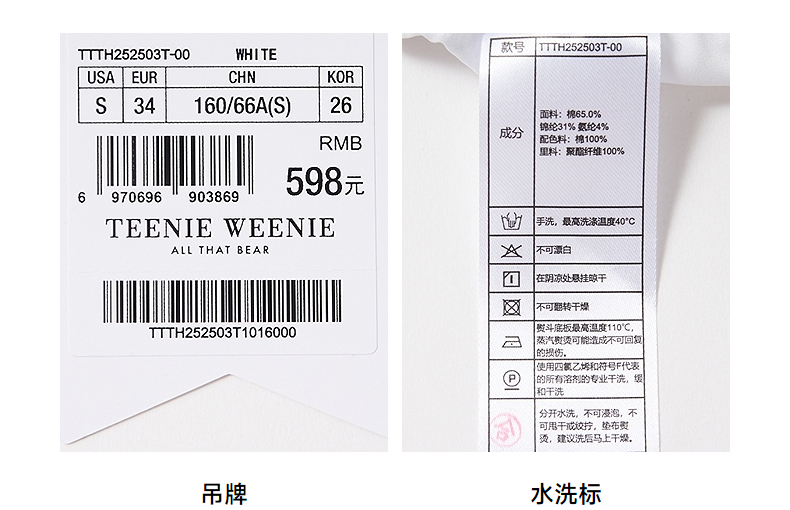 TTTH252503T-00 WHITE
USA EUR CHN KOR
S 34 160/66A(S) 26
RMB
598元
6 970696 903869
TEENIE WEENIE
ALL THAT BEAR
TTTH252503T1016000
吊牌
款号 TTTH252503T-00
成分
面料：棉65.0%
锦纶31% 氨纶4%
配色料：棉100%
里料：聚酯纤维100%
手洗，最高洗涤温度40°C
不可漂白
在阴凉处悬挂晾干
不可翻转干燥
熨斗底板最高温度110°C，
蒸汽熨烫可能造成不可回复
的损伤。
P
使用四氯乙烯和符号F代表
的所有溶剂的专业干洗，缓
和干洗
分开水洗，不可浸泡，不
可甩干或绞拧，垫布熨
烫，建议洗后马上干燥。
水洗标